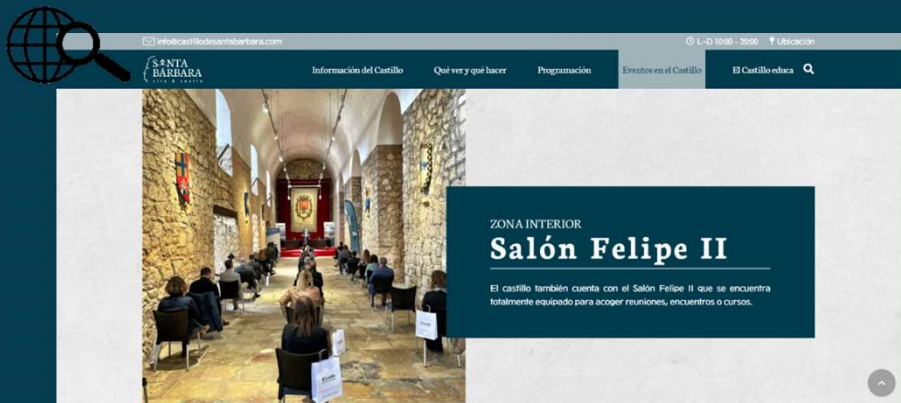 info@castillodesantabarbara.com
L-D 10:00 - 20:00 Ubicación
SANTA
BÁRBARA
Información del Castillo Qué ver y qué hacer Programación Eventos en el Castillo El Castillo educa
ZONA INTERIOR
Salón Felipe II
El castillo también cuenta con el Salón Felipe II que se encuentra
totalmente equipado para acoger reuniones, encuentros o cursos.